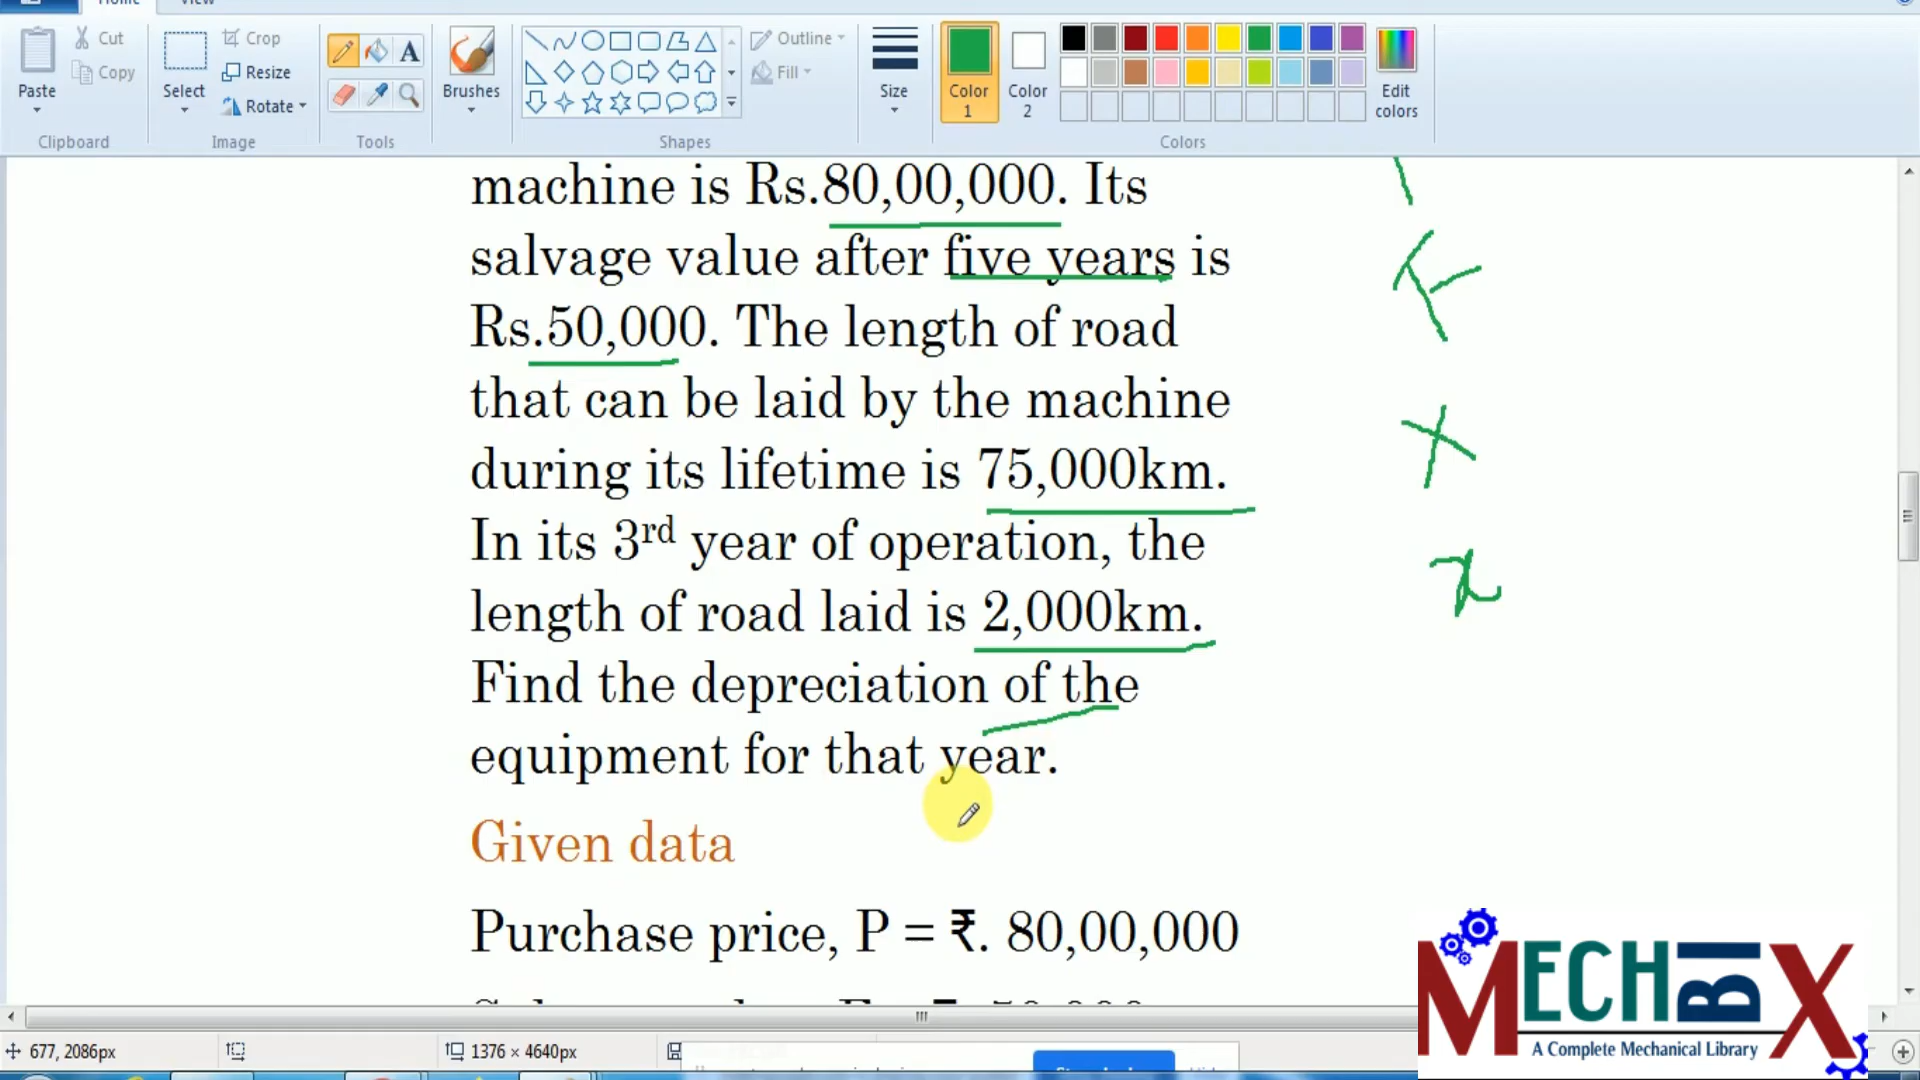 Home View
Cut
Copy
Paste
Clipboard
Crop
Resize
Rotate
Select
Image
A
Tools
Brushes
Outline
Fill
Shapes
Size
Color 1
Color 2
Edit colors
Colors
machine is Rs.80,00,000. Its
salvage value after five years is
Rs.50,000. The length of road
that can be laid by the machine
during its lifetime is 75,000km.
X
In its 3rd year of operation, the
length of road laid is 2,000km.
x
Find the depreciation of the
equipment for that year.
Given data
Purchase price, P = ₹. 80,00,000
MECHBIX
A Complete Mechanical Library
677, 2086px
1376 × 4640px